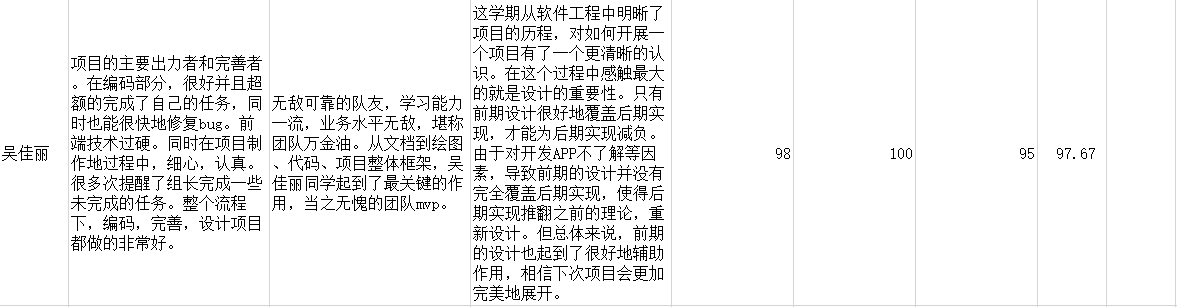 吴佳丽
项目的主要出力者和完善者
。在编码部分，很好并且超
额的完成了自己的任务，同
时也能很快地修复bug。前
端技术过硬。同时在项目制
作地过程中，细心，认真。
很多次提醒了组长完成一些
未完成的任务。整个流程
下，编码，完善，设计项目
都做的非常好。
无敌可靠的队友，学习能力
一流，业务水平无敌，堪称
团队万金油。从文档到绘图
、代码、项目整体框架，吴
佳丽同学起到了最关键的作
用，当之无愧的团队mvp。
这学期从软件工程中明晰了
项目的历程，对如何开展一
个项目有了一个更清晰的认
识。在这个过程中感触最大
的就是设计的重要性。只有
前期设计很好地覆盖后期实
现，才能为后期实现减负。
由于对开发APP不了解等因
素，导致前期的设计并没有
完全覆盖后期实现，使得后
期实现推翻之前的理论，重
新设计。但总体来说，前期
的设计也起到了很好地辅助
作用，相信下次项目会更加
完美地展开。
98
100
95
97.67